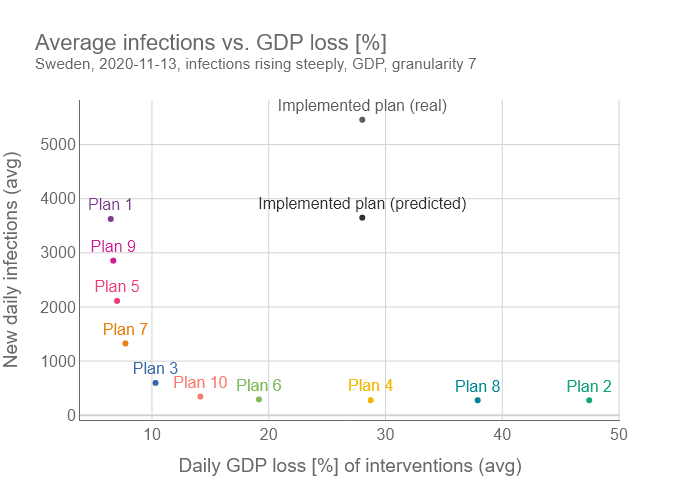 Average infections vs. GDP loss [%]
Sweden, 2020-11-13, infections rising steeply, GDP, granularity 7
Implemented plan (real)
5000
4000
Plan 1
Implemented plan (predicted)
Plan 9
3000
Plan 5
2000
Plan 7
1000
Plan 3
Plan 10
Plan 6
Plan 4
Plan 8
Plan 2
0
10
20
30
40
50
New daily infections (avg)
Daily GDP loss [%] of interventions (avg)